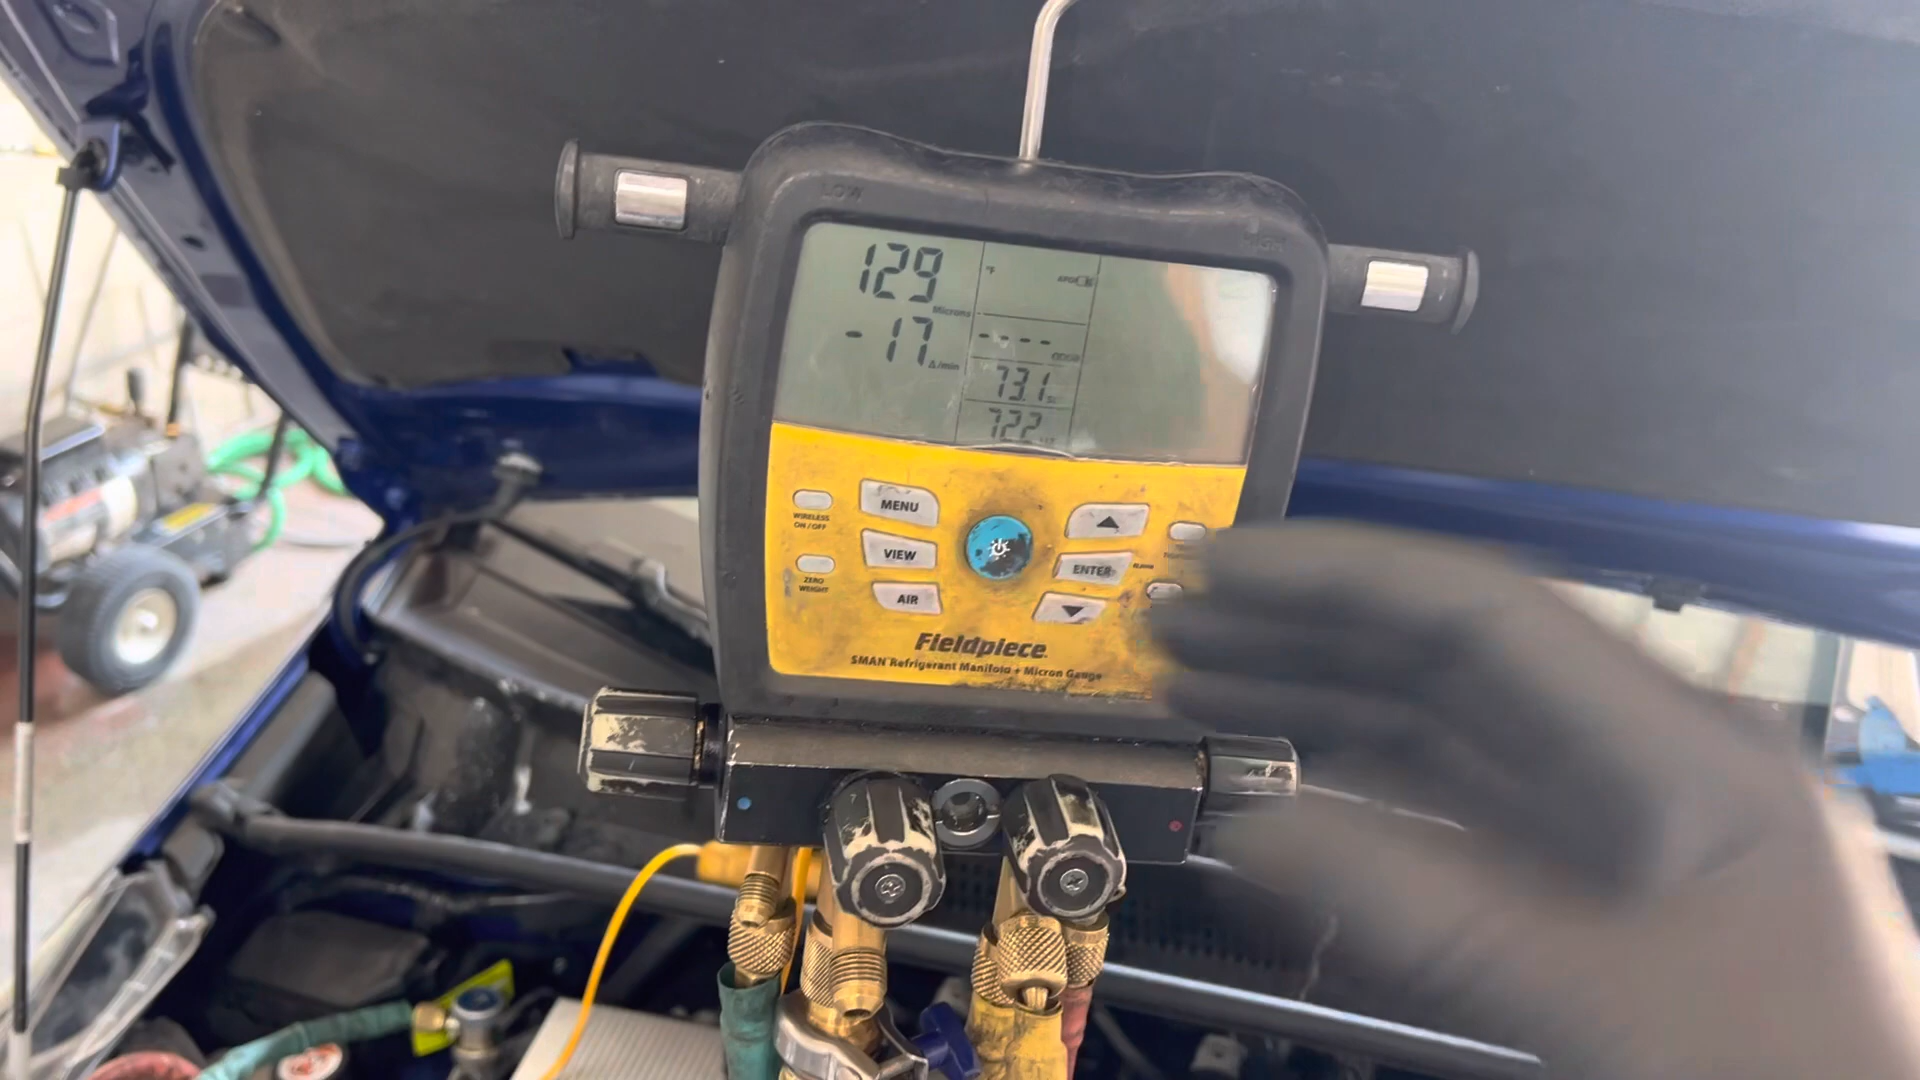 LOW
HIGH
129
Microns
-17
Δ/min
°F
----
73.1
72.2
WIRELESS
ON / OFF
MENU
VIEW
ENTER
ZERO
WEIGHT
AIR
Fieldpiece
SMAN Refrigerant Manifold + Micron Gauge